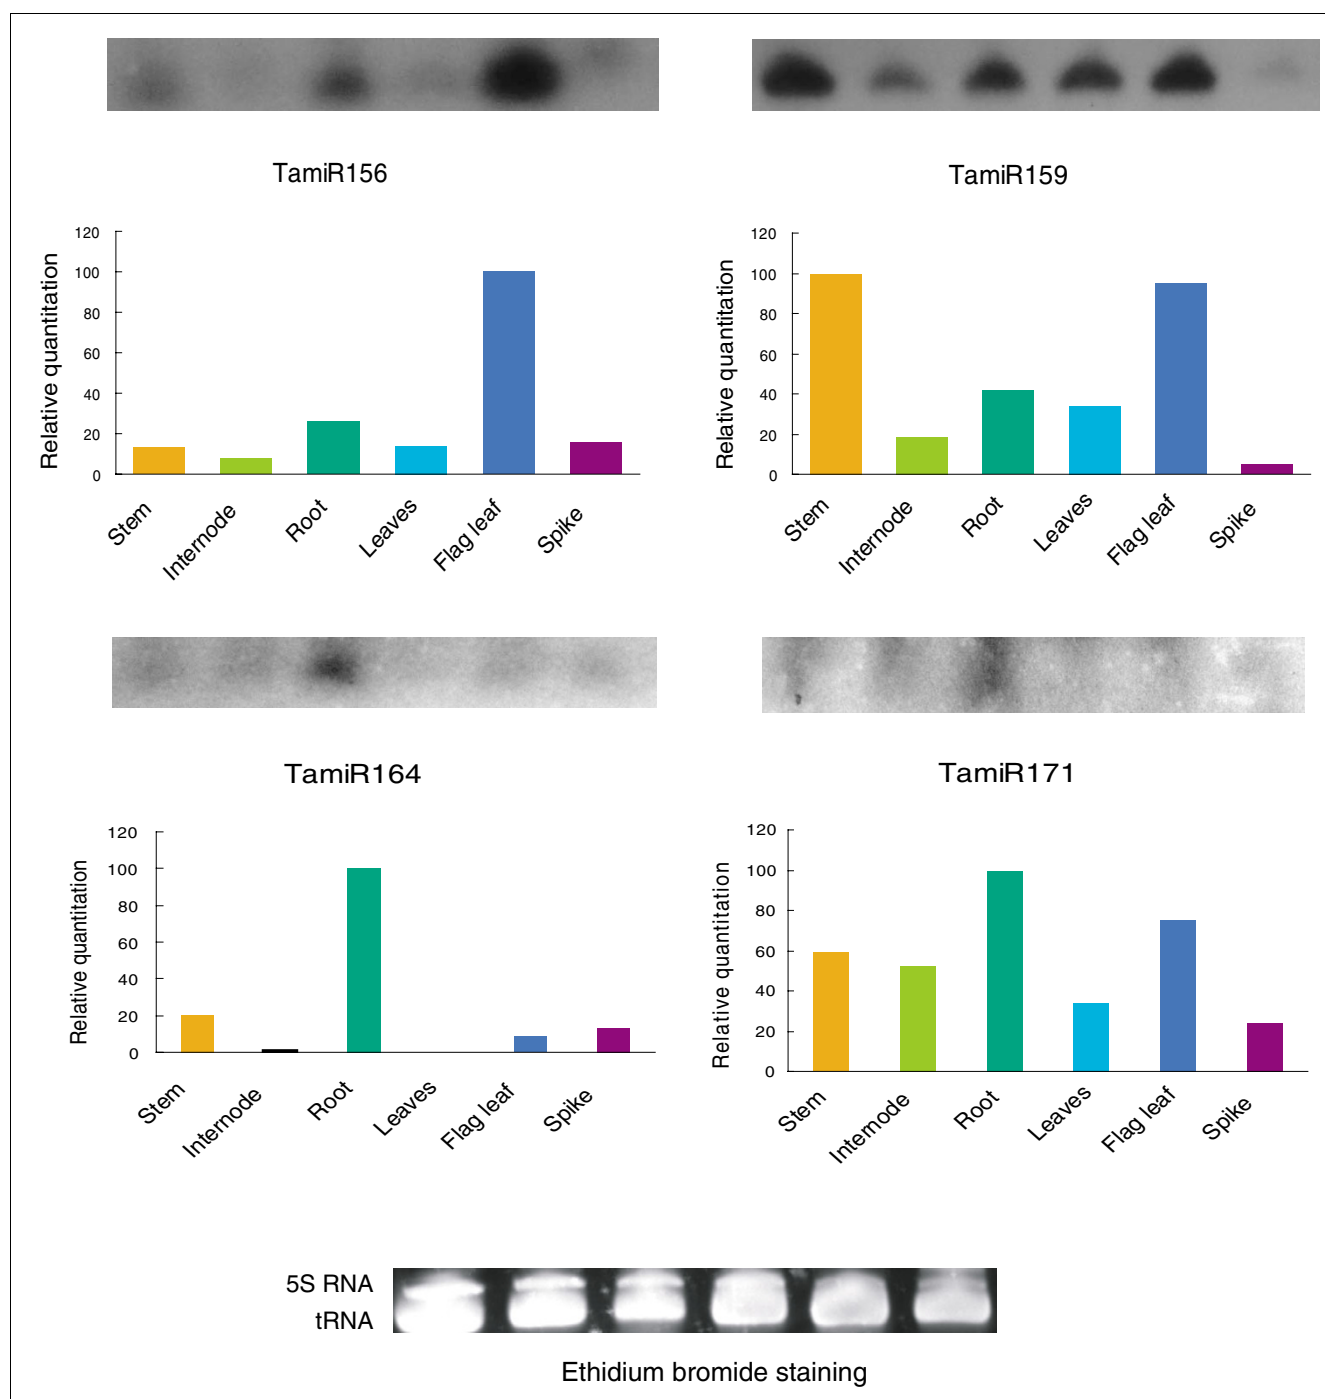 TamiR156
TamiR159
Relative quantitation
120
100
80
60
40
20
0
Stem
Internode
Root
Leaves
Flag leaf
Spike
Relative quantitation
120
100
80
60
40
20
0
Stem
Internode
Root
Leaves
Flag leaf
Spike
TamiR164
TamiR171
Relative quantitation
120
100
80
60
40
20
0
Stem
Internode
Root
Leaves
Flag leaf
Spike
Relative quantitation
120
100
80
60
40
20
0
Stem
Internode
Root
Leaves
Flag leaf
Spike
5S RNA
tRNA
Ethidium bromide staining